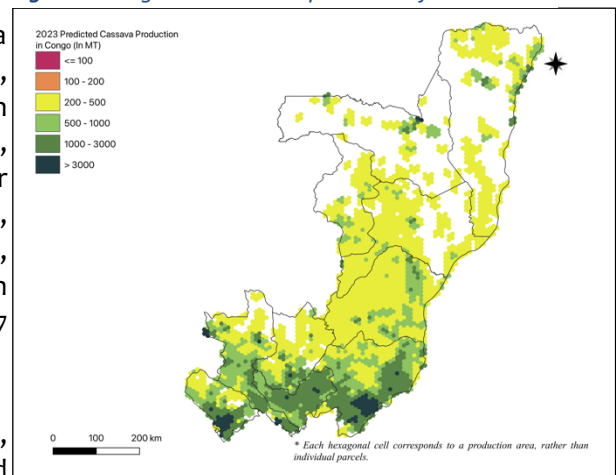 2023 Predicted Cassava Production
in Congo (In MT)
<= 100
100 - 200
200 - 500
500 - 1000
1000 - 3000
> 3000
0 100 200 km
* Each hexagonal cell corresponds to a production area, rather than
individual parcels.